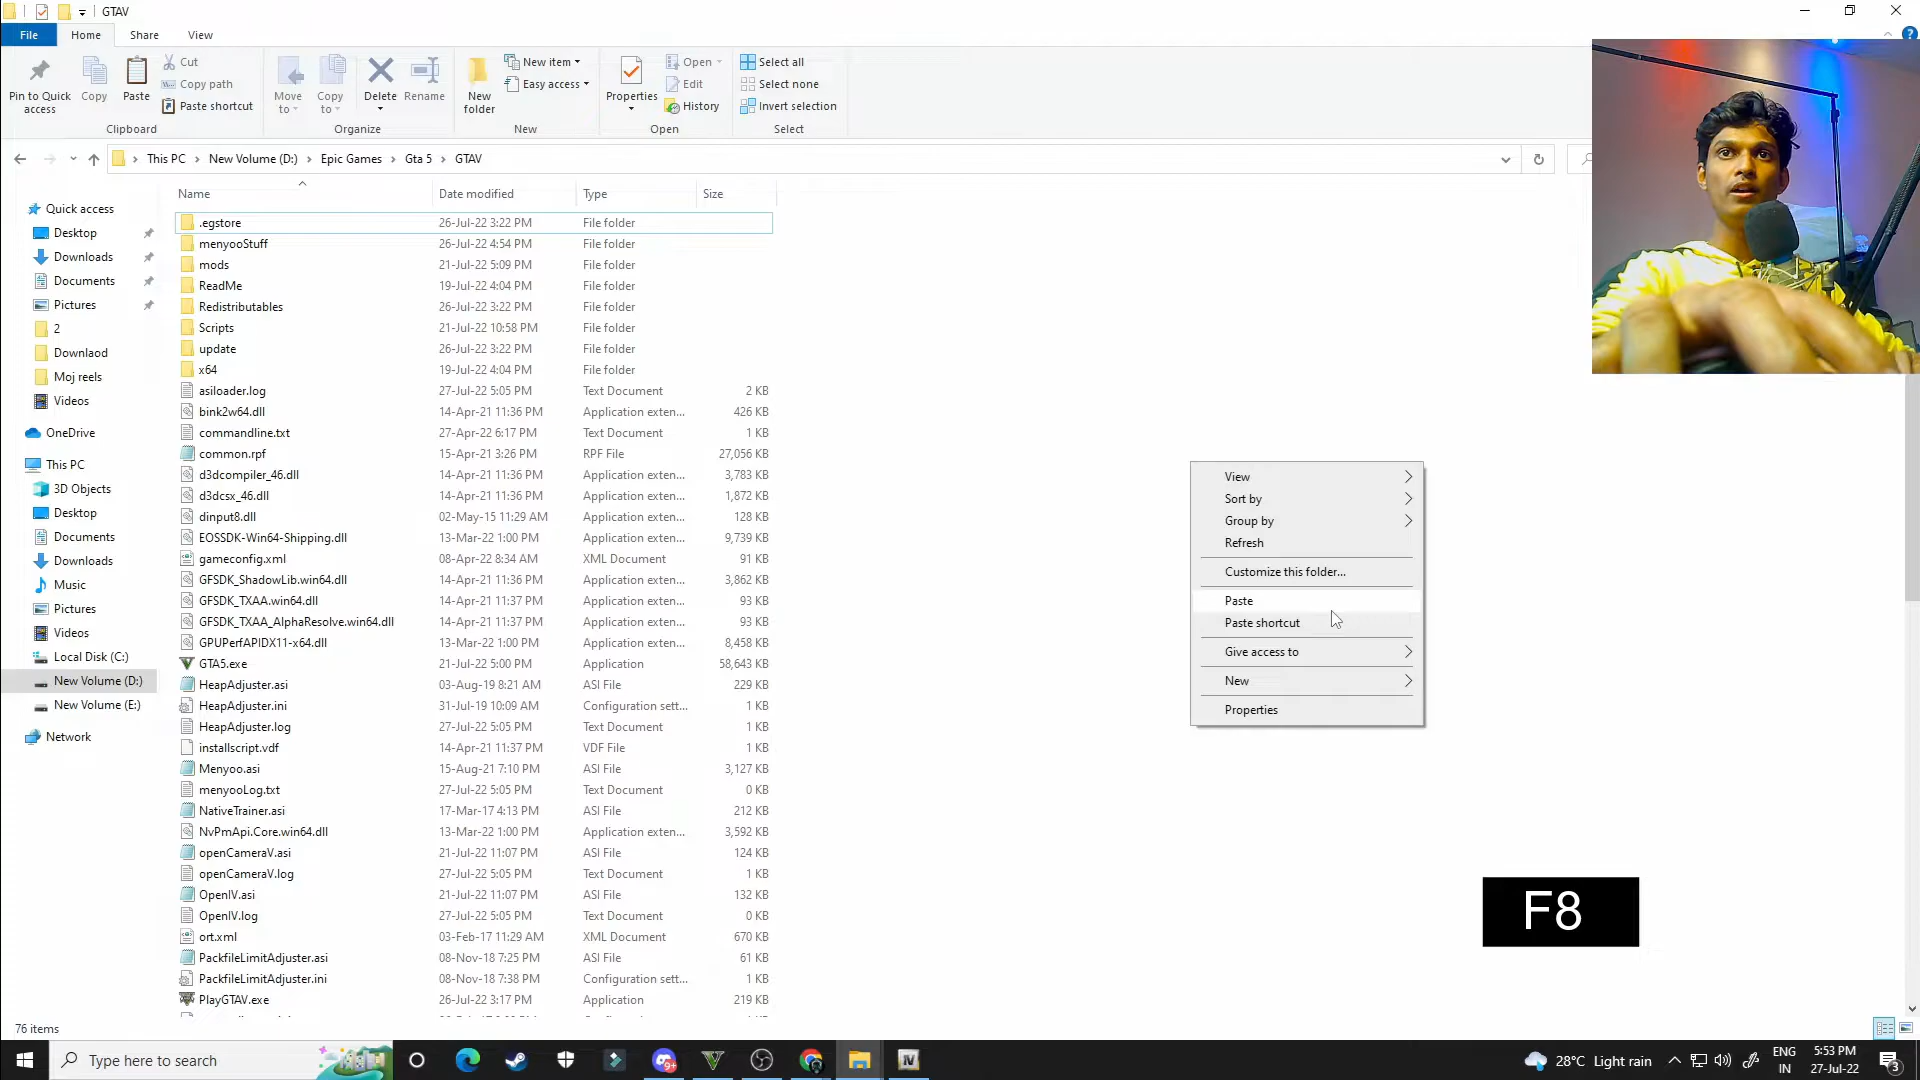 GTAV
File Home Share View
Pin to Quick access
Copy
Paste
Cut
Copy path
Paste shortcut
Clipboard
Move to
Copy to
Delete
Rename
Organize
New folder
New item
Easy access
New
Properties
Open
Edit
History
Open
Select all
Select none
Invert selection
Select
This PC > New Volume (D:) > Epic Games > Gta 5 > GTAV
Name Date modified Type Size
Quick access
Desktop
Downloads
Documents
Pictures
2
Downlaod
Moj reels
Videos
OneDrive
This PC
3D Objects
Desktop
Documents
Downloads
Music
Pictures
Videos
Local Disk (C:)
New Volume (D:)
New Volume (E:)
Network
.egstore 26-Jul-22 3:22 PM File folder
menyooStuff 26-Jul-22 4:54 PM File folder
mods 21-Jul-22 5:09 PM File folder
ReadMe 19-Jul-22 4:04 PM File folder
Redistributables 26-Jul-22 3:22 PM File folder
Scripts 21-Jul-22 10:58 PM File folder
update 26-Jul-22 3:22 PM File folder
x64 19-Jul-22 4:04 PM File folder
asiloader.log 27-Jul-22 5:05 PM Text Document 2 KB
bink2w64.dll 14-Apr-21 11:36 PM Application exten... 426 KB
commandline.txt 27-Apr-22 6:17 PM Text Document 1 KB
common.rpf 15-Apr-21 3:26 PM RPF File 27,056 KB
d3dcompiler_46.dll 14-Apr-21 11:36 PM Application exten... 3,783 KB
d3dcsx_46.dll 14-Apr-21 11:36 PM Application exten... 1,872 KB
dinput8.dll 02-May-15 11:29 AM Application exten... 128 KB
EOSSDK-Win64-Shipping.dll 13-Mar-22 1:00 PM Application exten... 9,739 KB
gameconfig.xml 08-Apr-22 8:34 AM XML Document 91 KB
GFSDK_ShadowLib.win64.dll 14-Apr-21 11:36 PM Application exten... 3,862 KB
GFSDK_TXAA.win64.dll 14-Apr-21 11:37 PM Application exten... 93 KB
GFSDK_TXAA_AlphaResolve.win64.dll 14-Apr-21 11:37 PM Application exten... 93 KB
GPUPerfAPIDX11-x64.dll 13-Mar-22 1:00 PM Application exten... 8,458 KB
GTA5.exe 21-Jul-22 5:00 PM Application 58,643 KB
HeapAdjuster.asi 03-Aug-19 8:21 AM ASI File 229 KB
HeapAdjuster.ini 31-Jul-19 10:09 AM Configuration sett... 1 KB
HeapAdjuster.log 27-Jul-22 5:05 PM Text Document 1 KB
installscript.vdf 14-Apr-21 11:37 PM VDF File 1 KB
Menyoo.asi 15-Aug-21 7:10 PM ASI File 3,127 KB
menyooLog.txt 27-Jul-22 5:05 PM Text Document 0 KB
NativeTrainer.asi 17-Mar-17 4:13 PM ASI File 212 KB
NvPmApi.Core.win64.dll 13-Mar-22 1:00 PM Application exten... 3,592 KB
openCameraV.asi 21-Jul-22 11:07 PM ASI File 124 KB
openCameraV.log 27-Jul-22 5:05 PM Text Document 1 KB
OpenIV.asi 21-Jul-22 11:07 PM ASI File 132 KB
OpenIV.log 27-Jul-22 5:05 PM Text Document 0 KB
ort.xml 03-Feb-17 11:29 AM XML Document 670 KB
PackfileLimitAdjuster.asi 08-Nov-18 7:25 PM ASI File 61 KB
PackfileLimitAdjuster.ini 08-Nov-18 7:38 PM Configuration sett... 1 KB
PlayGTAV.exe 26-Jul-22 3:17 PM Application 219 KB
View
Sort by
Group by
Refresh
Customize this folder...
Paste
Paste shortcut
Give access to
New
Properties
F8
76 items
Type here to search
28°C Light rain
ENG
IN
5:53 PM
27-Jul-22
3